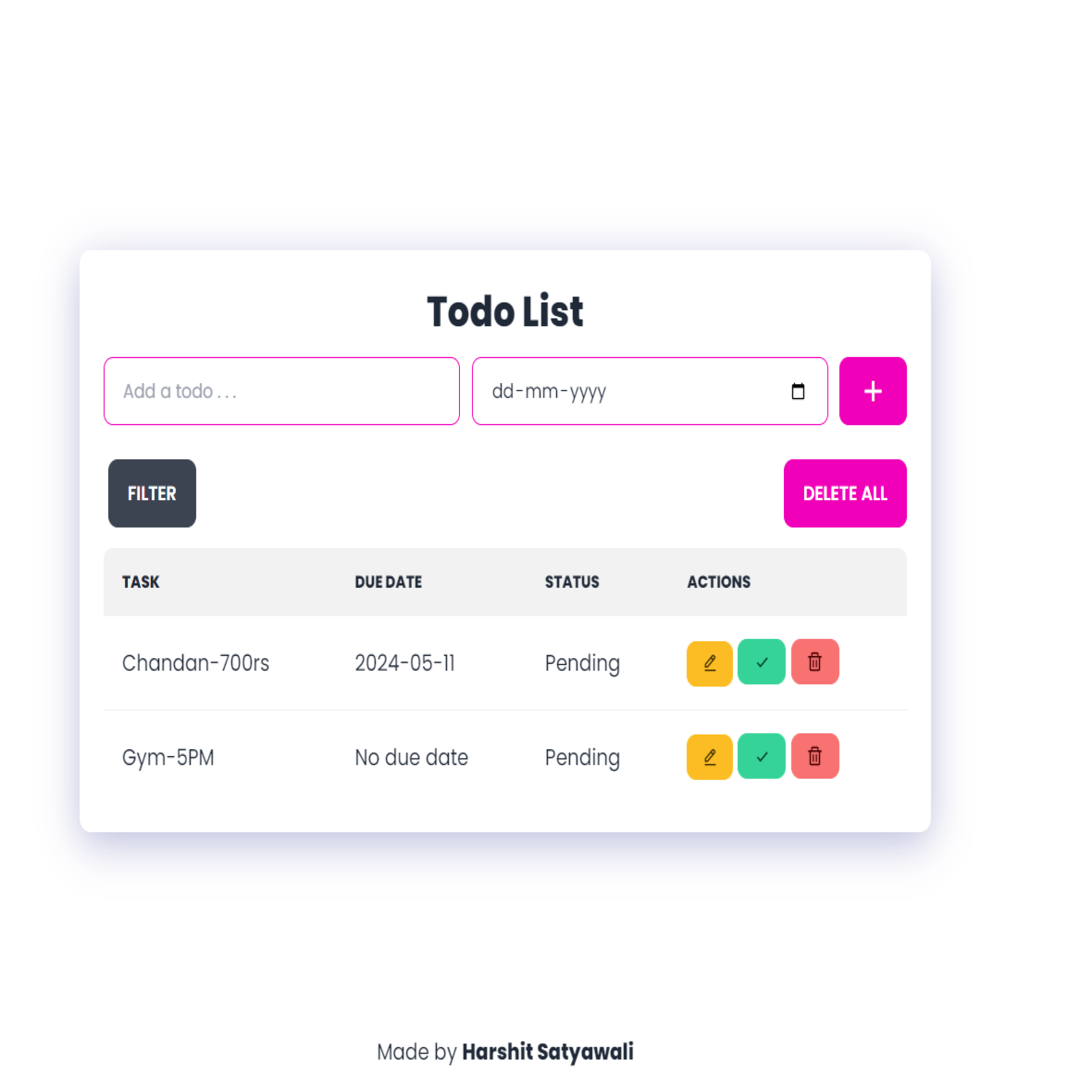 Todo List
Add a todo . . .
dd-mm-yyyy
FILTER
DELETE ALL
TASK DUE DATE STATUS ACTIONS
Chandan-700rs 2024-05-11 Pending
Gym-5PM No due date Pending
Made by Harshit Satyawali